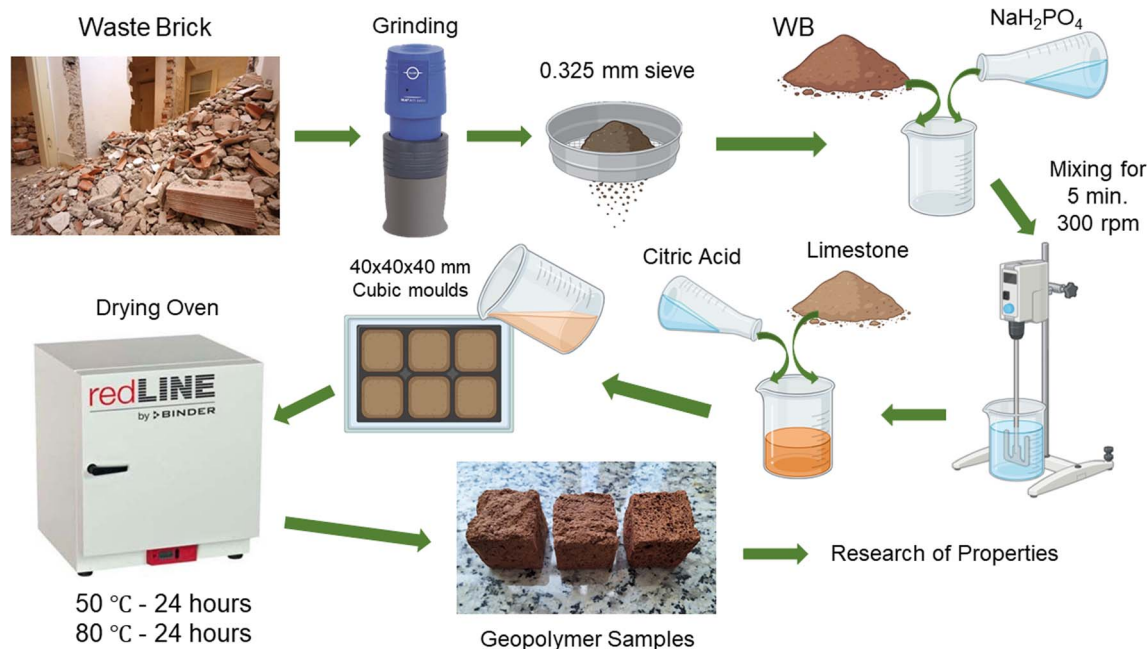 Waste Brick
Grinding
0.325 mm sieve
WB
NaH₂PO₄
Mixing for
5 min.
300 rpm
Limestone
Citric Acid
40x40x40 mm
Cubic moulds
Drying Oven
redLINE
by BINDER
50 °C - 24 hours
80 °C - 24 hours
Geopolymer Samples
Research of Properties